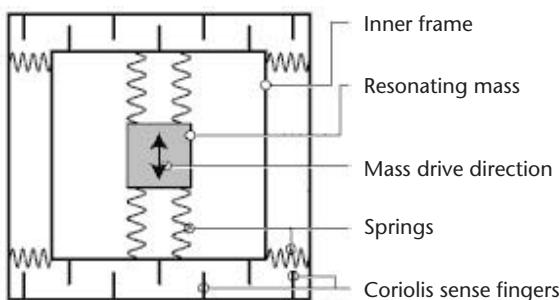 Inner frame
Resonating mass
Mass drive direction
Springs
Coriolis sense fingers